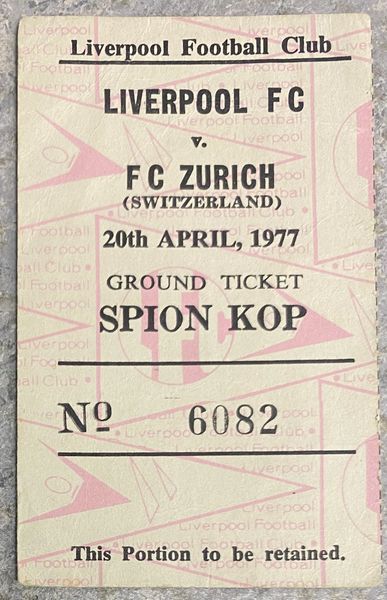 Liverpool Football Club
LIVERPOOL FC
v.
FC ZURICH
(SWITZERLAND)
20th APRIL, 1977
GROUND TICKET
SPION KOP
Nº 6082
This Portion to be retained.